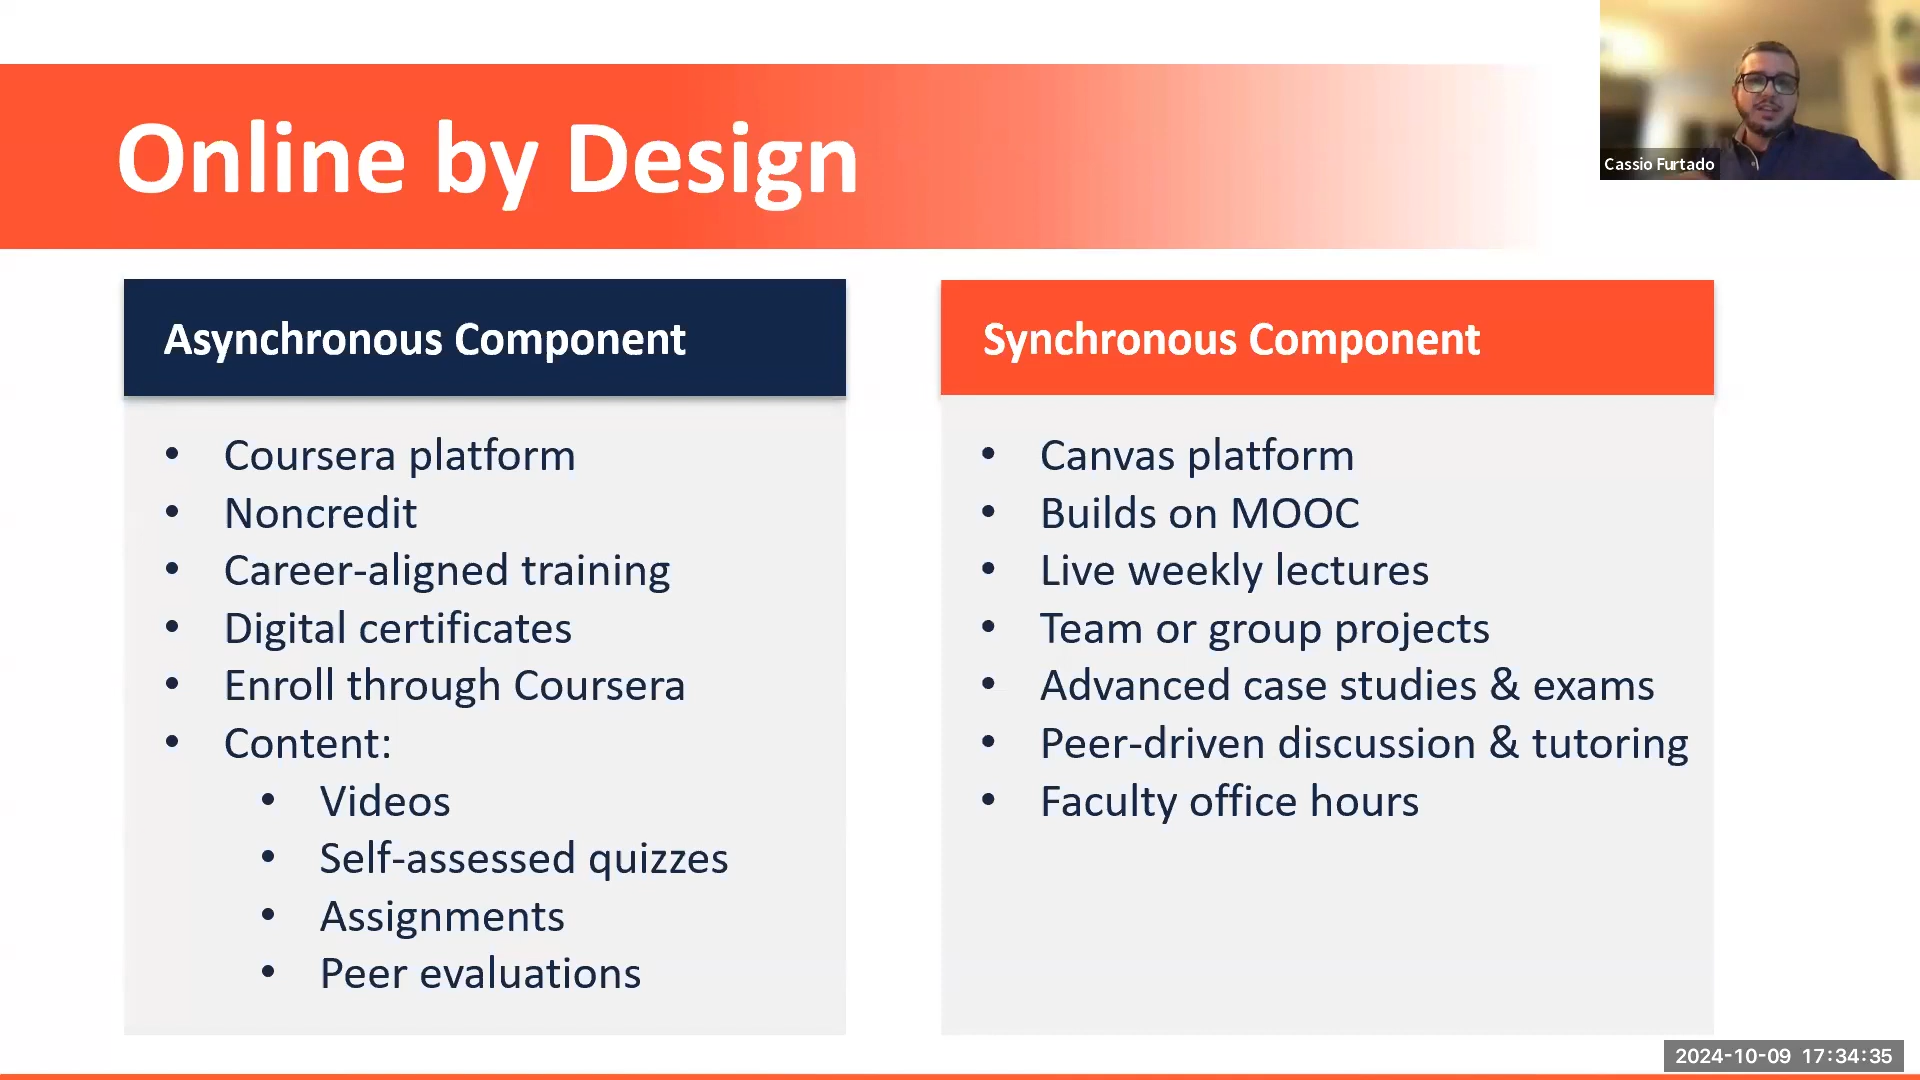 Online by Design
Cassio Furtado
Asynchronous Component
• Coursera platform
• Noncredit
• Career-aligned training
• Digital certificates
• Enroll through Coursera
• Content:
• Videos
• Self-assessed quizzes
• Assignments
• Peer evaluations
Synchronous Component
• Canvas platform
• Builds on MOOC
• Live weekly lectures
• Team or group projects
• Advanced case studies & exams
• Peer-driven discussion & tutoring
• Faculty office hours
2024-10-09 17:34:35